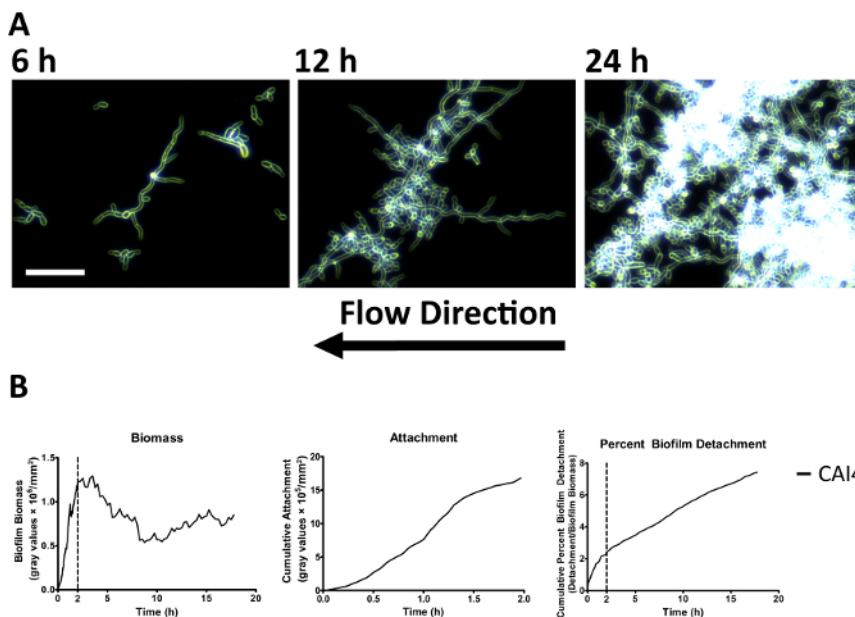 A
6 h 12 h 24 h
Flow Direction
B
Biomass
Biofilm Biomass
(gray values × 10⁵/mm²)
1.5
1.0
0.5
0.0
0 2 5 10 15 20
Time (h)
Attachment
Cumulative Attachment
(gray values × 10⁵/mm²)
20
15
10
5
0
0.0 0.5 1.0 1.5 2.0
Time (h)
Percent Biofilm Detachment
Cumulative Percent Biofilm Detachment
(Detachment/Biofilm Biomass)
8
6
4
2
0
0 2 5 10 15 20
Time (h)
CAI4